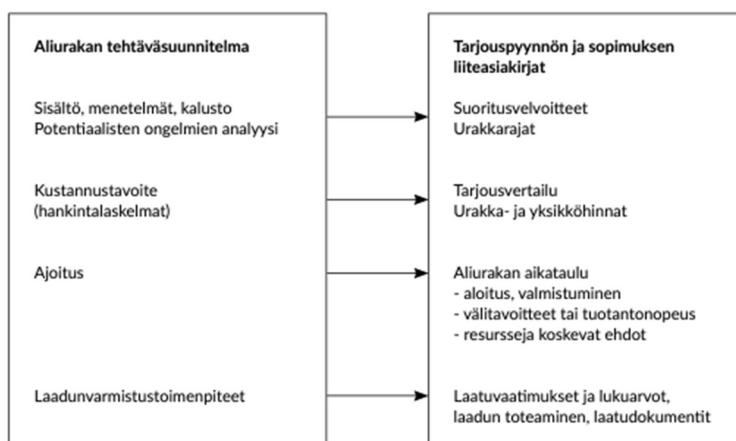 Aliurakan tehtäväsuunnitelma
Sisältö, menetelmät, kalusto
Potentiaalisten ongelmien analyysi
Kustannustavoite
(hankintalaskelmat)
Ajoitus
Laadunvarmistustoimenpiteet
Tarjouspyynnön ja sopimuksen
liiteasiakirjat
Suoritusvelvoitteet
Urakkarajat
Tarjousvertailu
Urakka- ja yksikköhinnat
Aliurakan aikataulu
- aloitus, valmistuminen
- välitavoitteet tai tuotantonopeus
- resursseja koskevat ehdot
Laatuvaatimukset ja lukuarvot,
laadun toteaminen, laatudokumentit